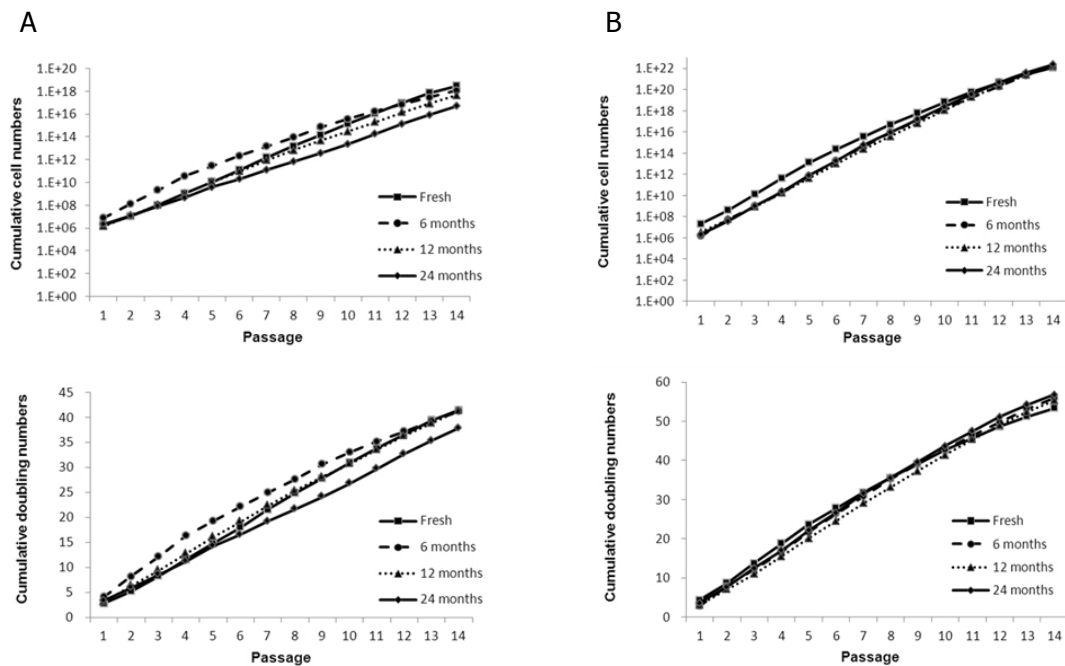 A
B
Cumulative cell numbers
1.E+20
1.E+18
1.E+16
1.E+14
1.E+12
1.E+10
1.E+08
1.E+06
1.E+04
1.E+02
1.E+00
Fresh
6 months
12 months
24 months
1 2 3 4 5 6 7 8 9 10 11 12 13 14
Passage
Cumulative cell numbers
1.E+22
1.E+20
1.E+18
1.E+16
1.E+14
1.E+12
1.E+10
1.E+08
1.E+06
1.E+04
1.E+02
1.E+00
Fresh
6 months
12 months
24 months
1 2 3 4 5 6 7 8 9 10 11 12 13 14
Passage
Cumulative doubling numbers
45
40
35
30
25
20
15
10
5
0
Fresh
6 months
12 months
24 months
1 2 3 4 5 6 7 8 9 10 11 12 13 14
Passage
Cumulative doubling numbers
60
50
40
30
20
10
0
Fresh
6 months
12 months
24 months
1 2 3 4 5 6 7 8 9 10 11 12 13 14
Passage